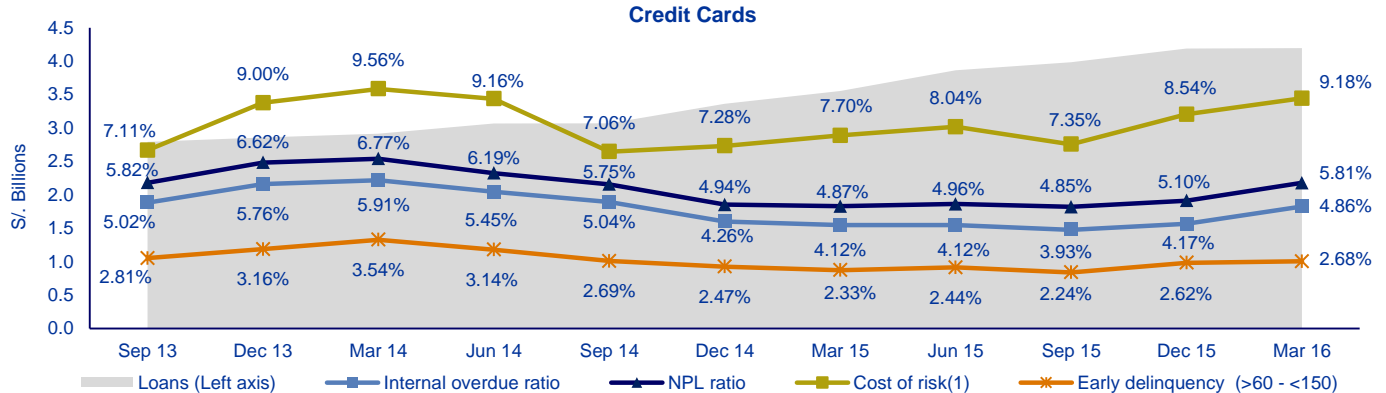 Credit Cards
S/. Billions
4.5
4.0
3.5
3.0
2.5
2.0
1.5
1.0
0.5
0.0
7.11% 9.00% 9.56% 9.16% 7.06% 7.28% 7.70% 8.04% 7.35% 8.54% 9.18%
5.82% 6.62% 6.77% 6.19% 5.75% 4.94% 4.87% 4.96% 4.85% 5.10% 5.81%
5.02% 5.76% 5.91% 5.45% 5.04% 4.26% 4.12% 4.12% 3.93% 4.17% 4.86%
2.81% 3.16% 3.54% 3.14% 2.69% 2.47% 2.33% 2.44% 2.24% 2.62% 2.68%
Sep 13 Dec 13 Mar 14 Jun 14 Sep 14 Dec 14 Mar 15 Jun 15 Sep 15 Dec 15 Mar 16
Loans (Left axis) Internal overdue ratio NPL ratio Cost of risk(1) Early delinquency (>60 - <150)